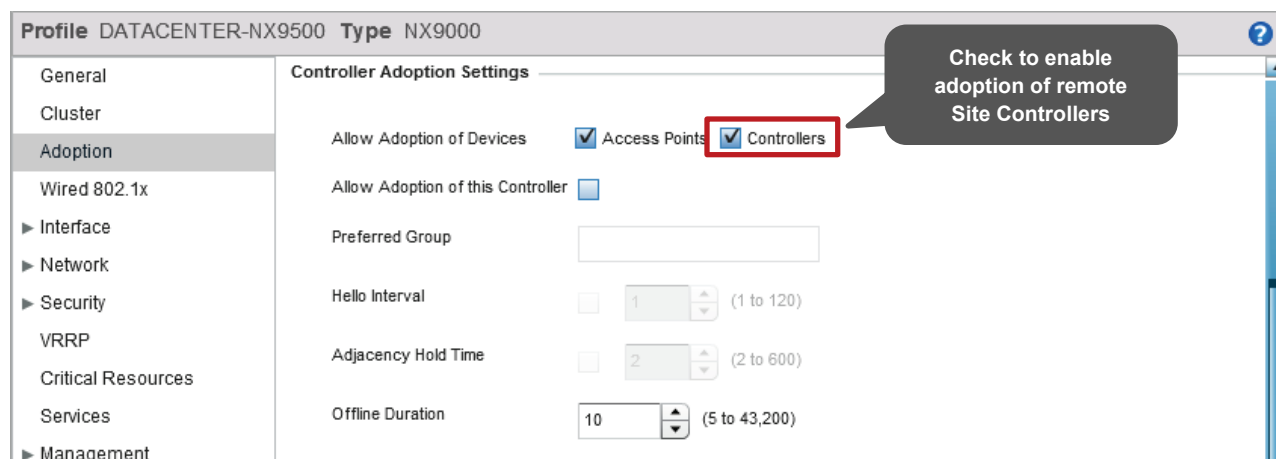 Profile DATACENTER-NX9500 Type NX9000
?
Check to enable
adoption of remote
Site Controllers
General
Cluster
Adoption
Wired 802.1x
Interface
Network
Security
VRRP
Critical Resources
Services
Management
Controller Adoption Settings
Allow Adoption of Devices Access Points Controllers
Allow Adoption of this Controller
Preferred Group
Hello Interval 1 (1 to 120)
Adjacency Hold Time 2 (2 to 600)
Offline Duration 10 (5 to 43,200)